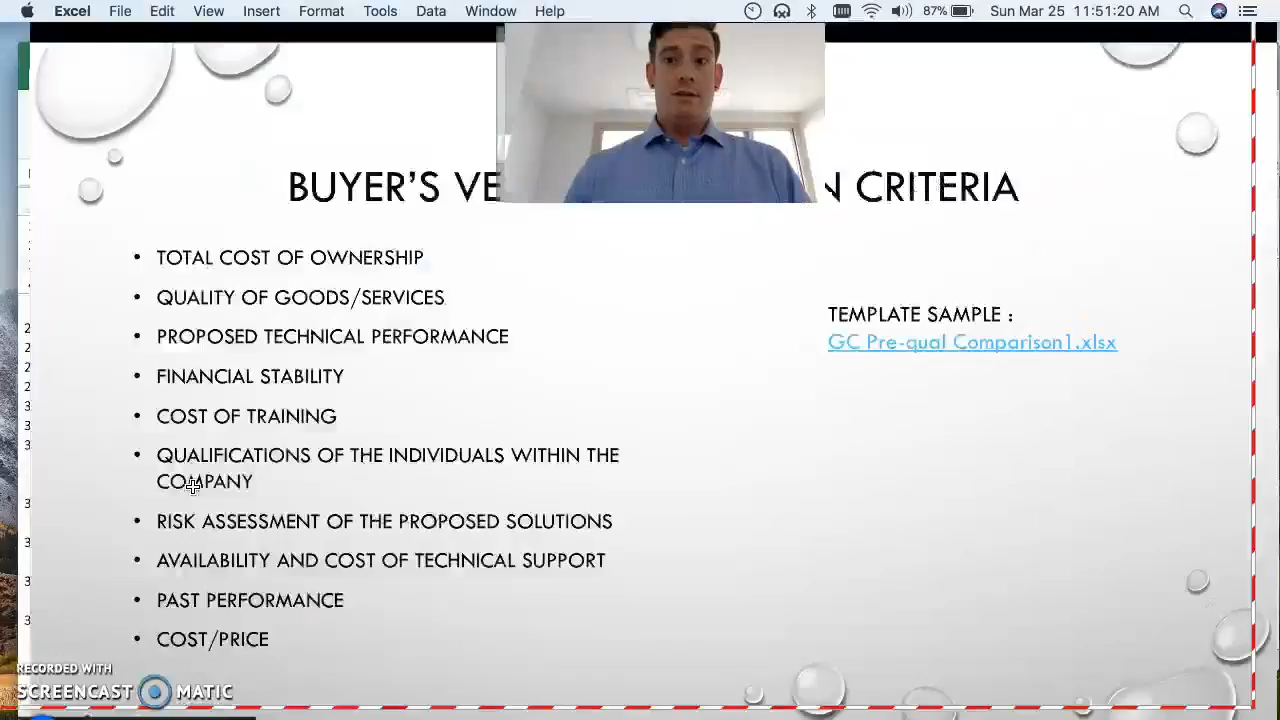 Excel File Edit View Insert Format Tools Data Window Help 87% Sun Mar 25 11:51:20 AM
BUYER’S VE N CRITERIA
• TOTAL COST OF OWNERSHIP
• QUALITY OF GOODS/SERVICES
• PROPOSED TECHNICAL PERFORMANCE
• FINANCIAL STABILITY
• COST OF TRAINING
• QUALIFICATIONS OF THE INDIVIDUALS WITHIN THE
COMPANY
• RISK ASSESSMENT OF THE PROPOSED SOLUTIONS
• AVAILABILITY AND COST OF TECHNICAL SUPPORT
• PAST PERFORMANCE
• COST/PRICE
TEMPLATE SAMPLE :
GC Pre-qual Comparison1.xlsx
RECORDED WITH
SCREENCAST MATIC